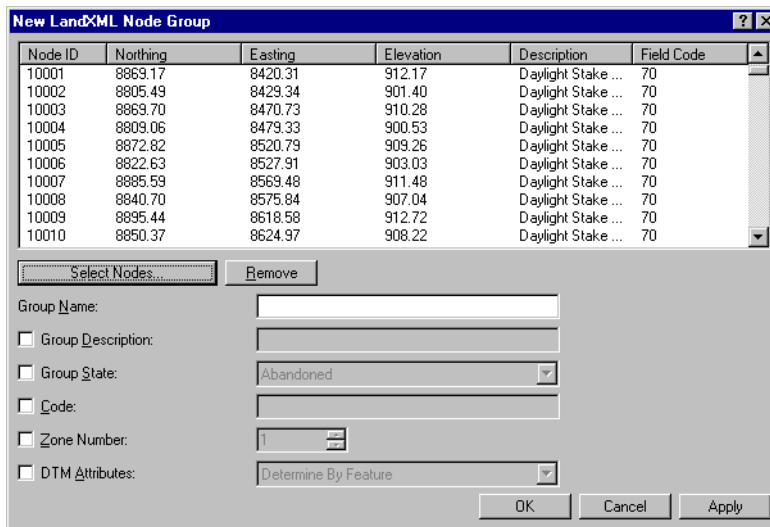 New LandXML Node Group
Node ID Northing Easting Elevation Description Field Code
10001 8869.17 8420.31 912.17 Daylight Stake ... 70
10002 8805.49 8429.34 901.40 Daylight Stake ... 70
10003 8869.70 8470.73 910.28 Daylight Stake ... 70
10004 8809.06 8479.33 900.53 Daylight Stake ... 70
10005 8872.82 8520.79 909.26 Daylight Stake ... 70
10006 8822.63 8527.91 903.03 Daylight Stake ... 70
10007 8885.59 8569.48 911.48 Daylight Stake ... 70
10008 8840.70 8575.84 907.04 Daylight Stake ... 70
10009 8895.44 8618.58 912.72 Daylight Stake ... 70
10010 8850.37 8624.97 908.22 Daylight Stake ... 70
Select Nodes... Remove
Group Name:
Group Description:
Group State: Abandoned
Code:
Zone Number: 1
DTM Attributes: Determine By Feature
OK Cancel Apply